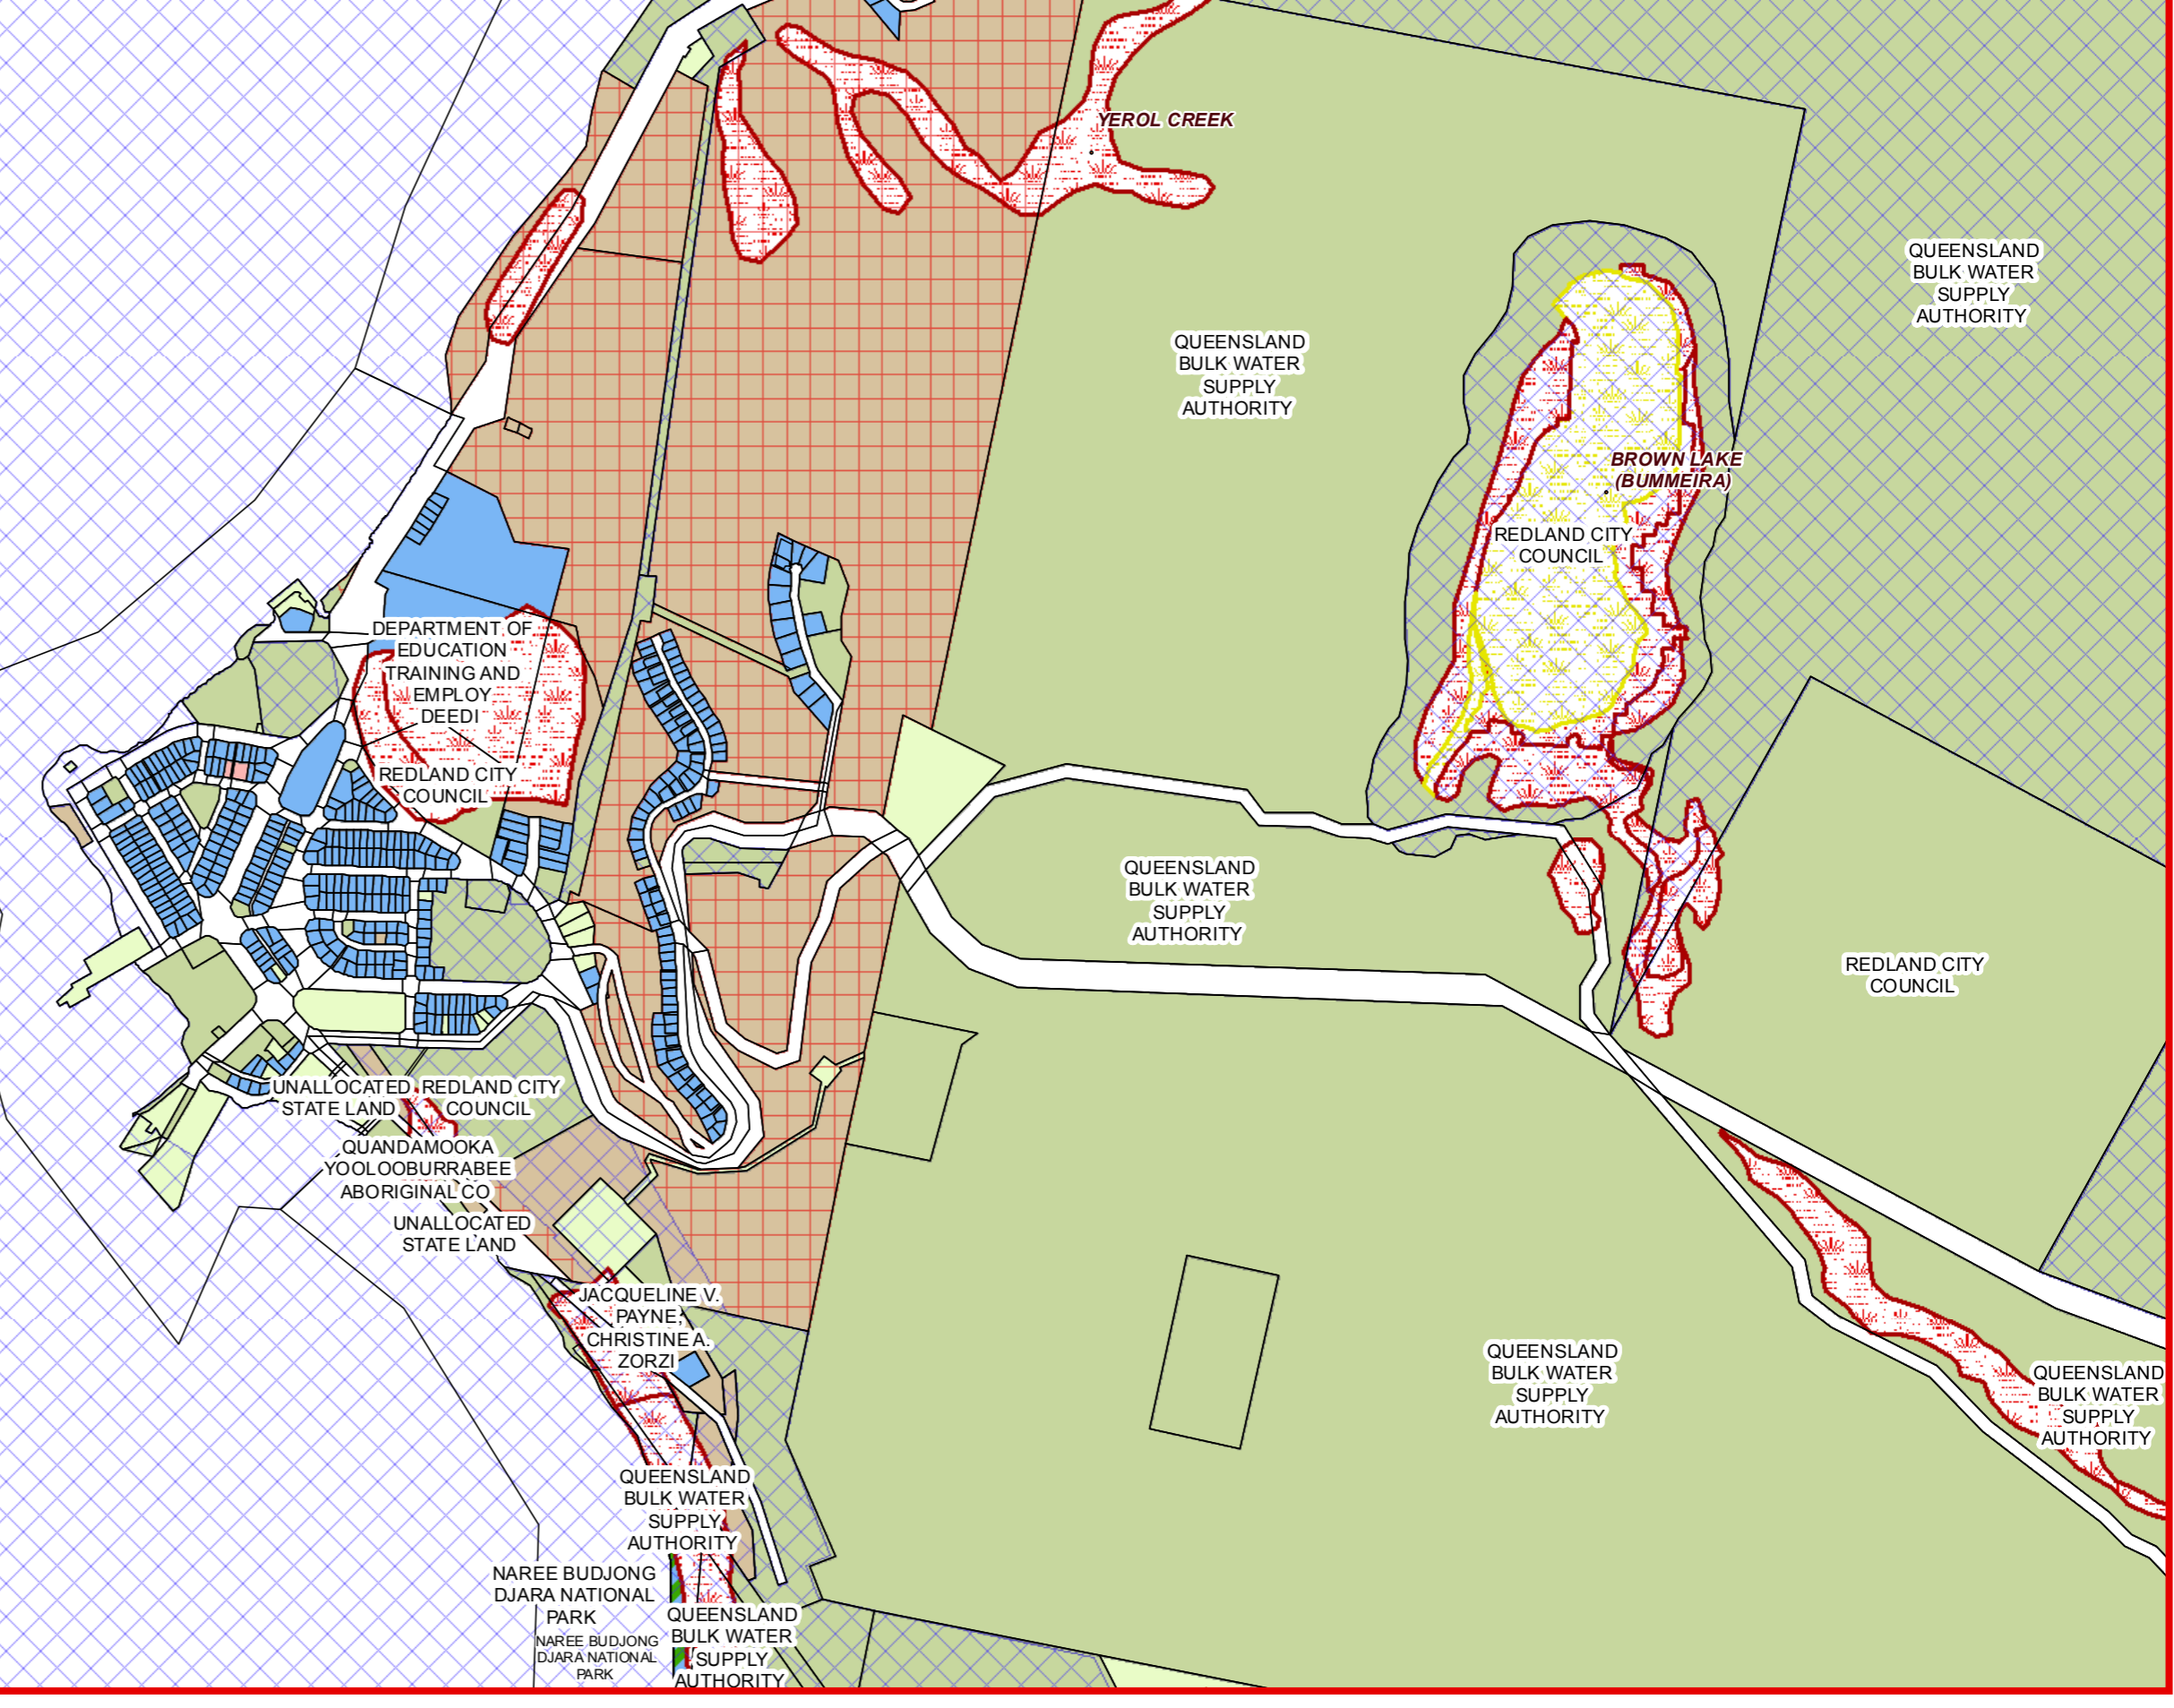 YEROL CREEK
QUEENSLAND
BULK WATER
SUPPLY
AUTHORITY
QUEENSLAND
BULK WATER
SUPPLY
AUTHORITY
BROWN LAKE
(BUMMEIRA)
REDLAND CITY
COUNCIL
DEPARTMENT OF
EDUCATION
TRAINING AND
EMPLOY
DEEDI
REDLAND CITY
COUNCIL
QUEENSLAND
BULK WATER
SUPPLY
AUTHORITY
REDLAND CITY
COUNCIL
UNALLOCATED
STATE LAND
REDLAND CITY
COUNCIL
QUANDAMOOKA
YOOLOOBURRABEE
ABORIGINAL CO
UNALLOCATED
STATE LAND
JACQUELINE V.
PAYNE,
CHRISTINE A.
ZORZI
QUEENSLAND
BULK WATER
SUPPLY
AUTHORITY
QUEENSLAND
BULK WATER
SUPPLY
AUTHORITY
QUEENSLAND
BULK WATER
SUPPLY
AUTHORITY
NAREE BUDJONG
DJARA NATIONAL
PARK
NAREE BUDJONG
DJARA NATIONAL
PARK
QUEENSLAND
BULK WATER
SUPPLY
AUTHORITY